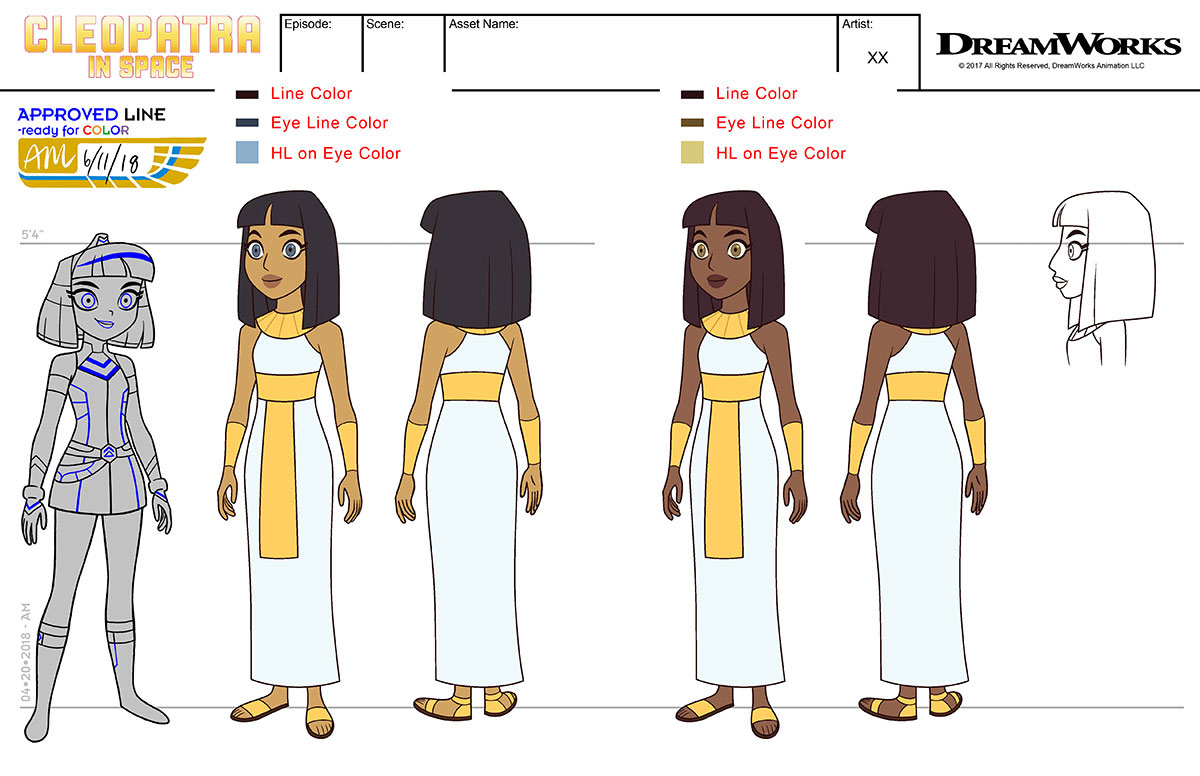 CLEOPATRA
IN SPACE
Episode:
Scene:
Asset Name:
Artist:
XX
DREAMWORKS
© 2017 All Rights Reserved, DreamWorks Animation LLC
APPROVED LINE
-ready for COLOR
AM 6/11/18
Line Color
Eye Line Color
HL on Eye Color
Line Color
Eye Line Color
HL on Eye Color
5'4"
04•20•2018 - AM